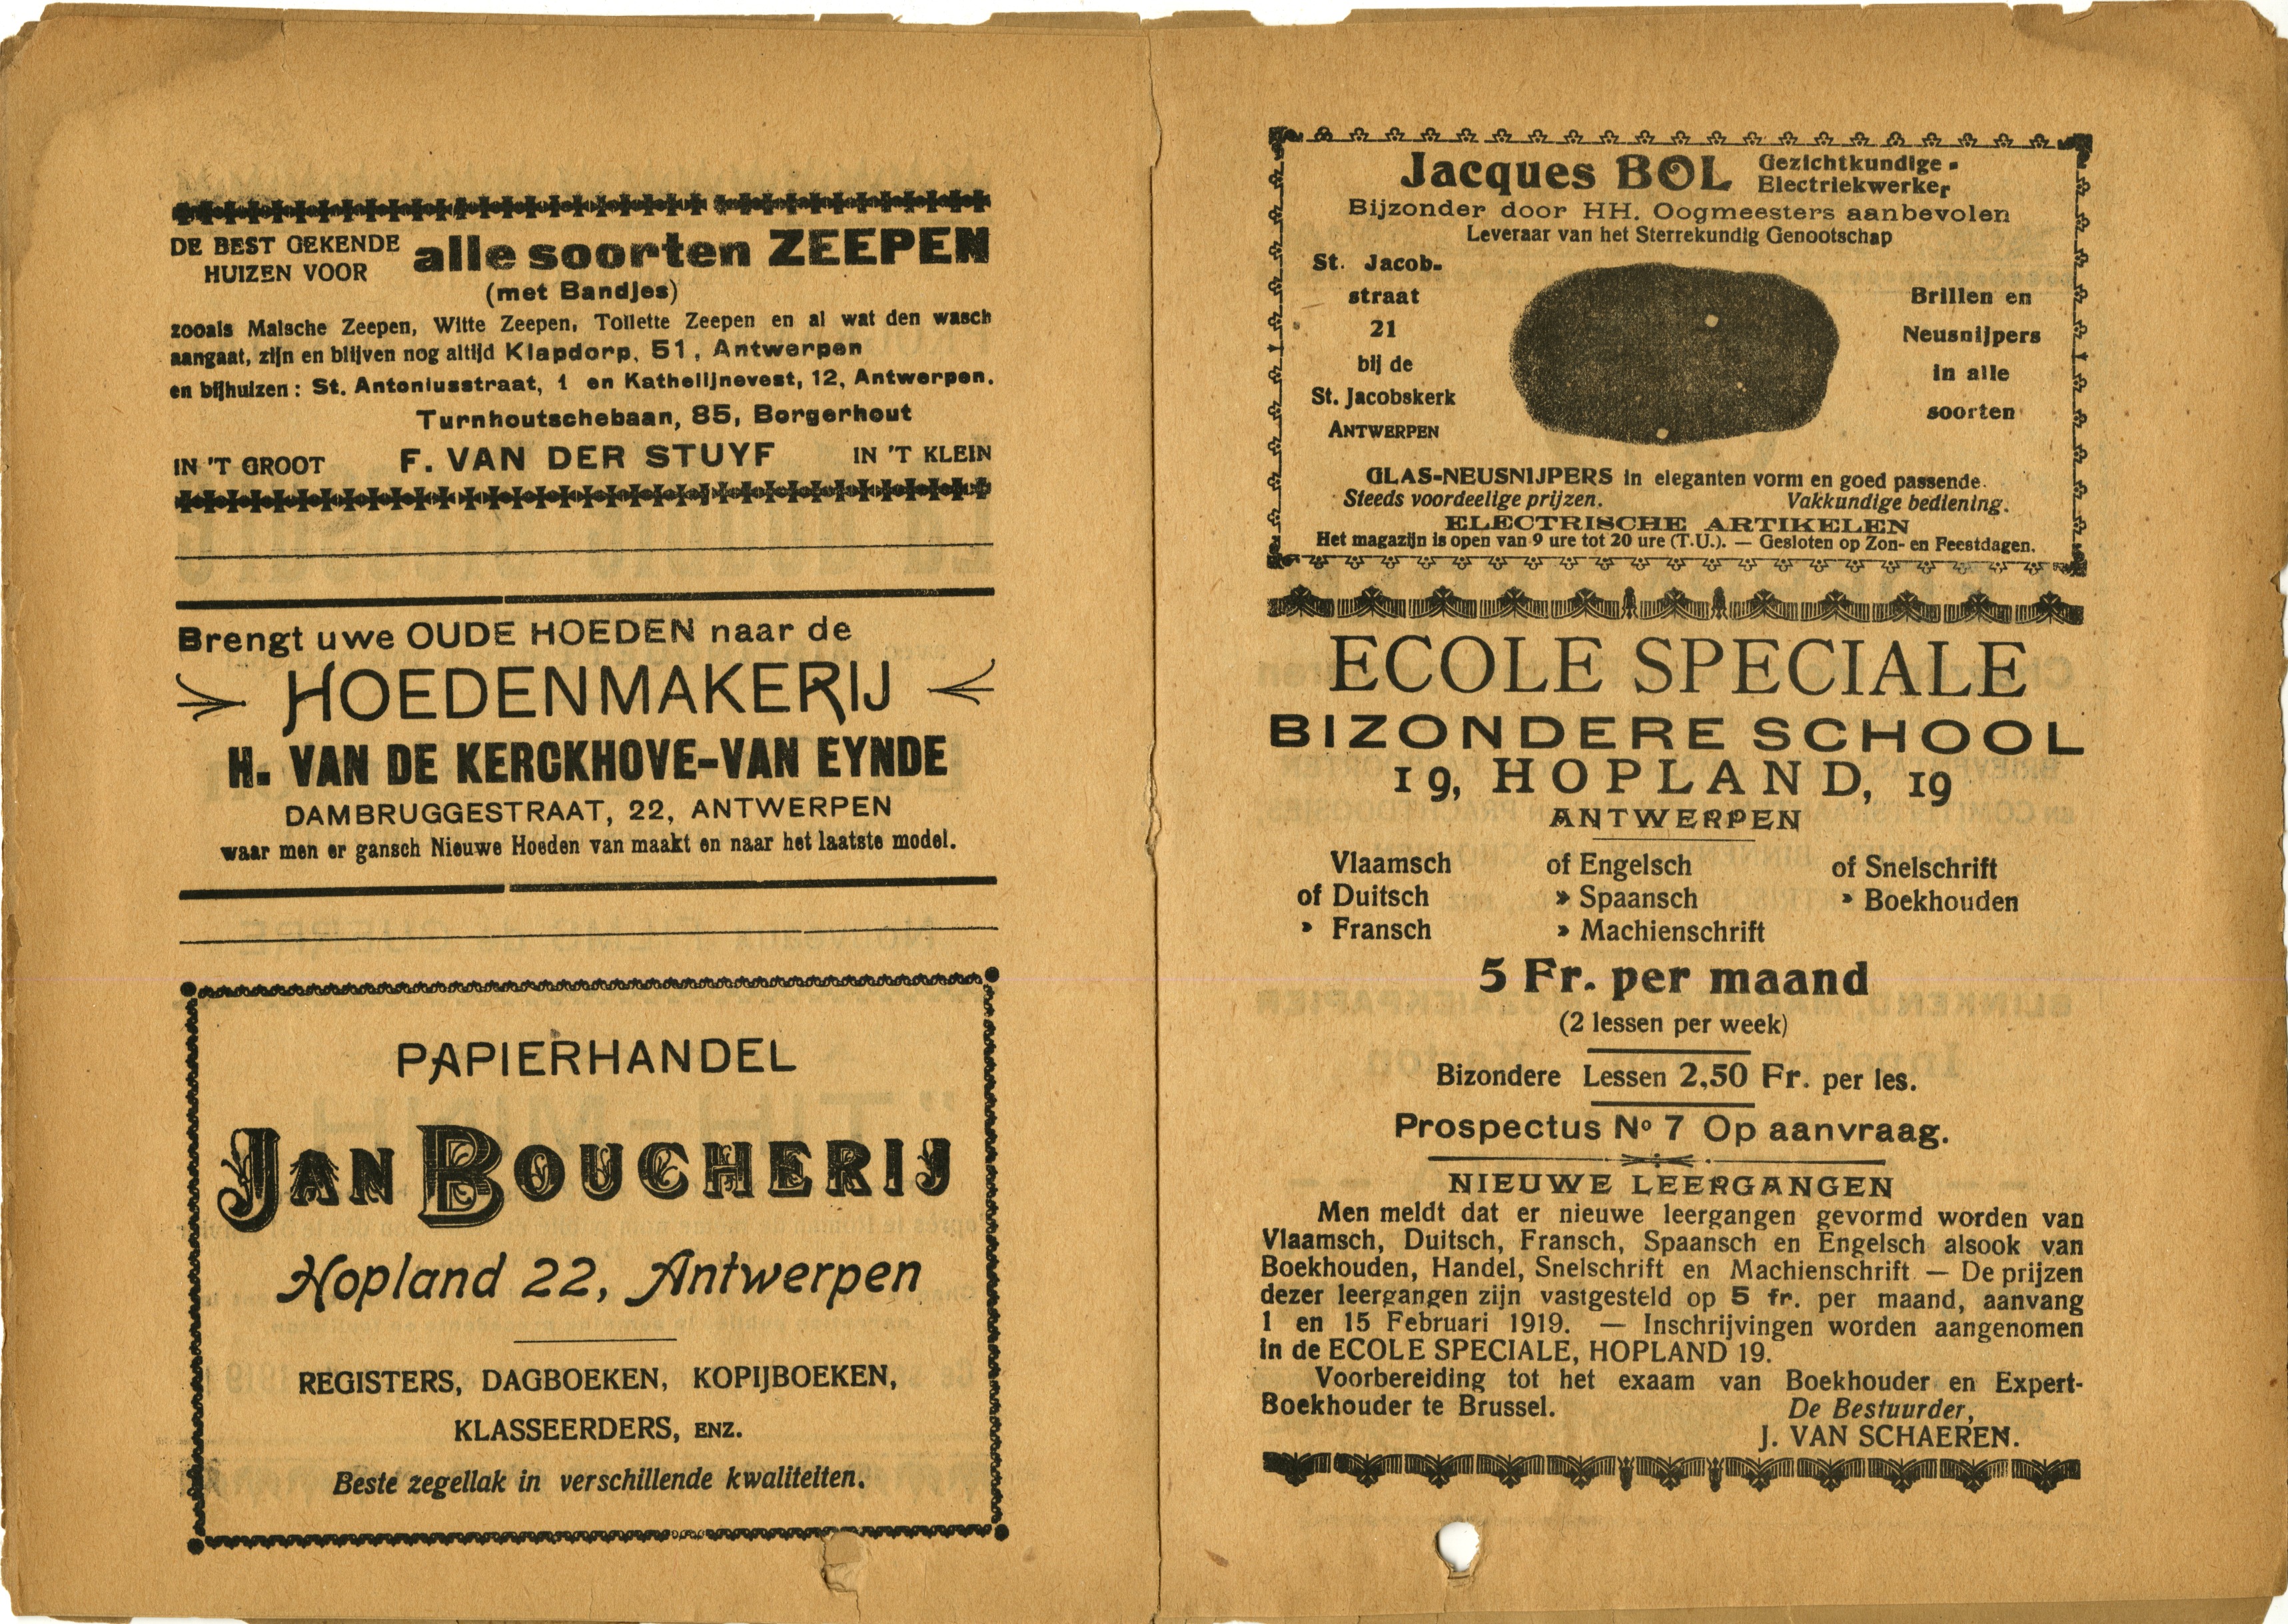 DE BEST GEKENDE
HUIZEN VOOR
alle soorten ZEEPEN
(met Bandjes)
zooals Malsche Zeepen, Witte Zeepen, Toilette Zeepen en al wat den wasch
aangaat, zijn en blijven nog altijd Klapdorp, 51, Antwerpen
en bijhuizen: St. Antoniusstraat, 1 en Kathelijnevest, 12, Antwerpen.
Turnhoutschebaan, 85, Borgerhout
IN 'T GROOT F. VAN DER STUYF IN 'T KLEIN
Brengt uwe OUDE HOEDEN naar de
HOEDENMAKERIJ
H. VAN DE KERCKHOVE-VAN EYNDE
DAMBRUGGESTRAAT, 22, ANTWERPEN
waar men er gansch Nieuwe Hoeden van maakt en naar het laatste model.
PAPIERHANDEL
JAN BOUCHERIJ
Hopland 22, Antwerpen
REGISTERS, DAGBOEKEN, KOPIJBOEKEN,
KLASSEERDERS, ENZ.
Beste zegellak in verschillende kwaliteiten.
Jacques BOL
Gezichtkundige -
Electriekwerker
Bijzonder door HH. Oogmeesters aanbevolen
Leveraar van het Sterrekundig Genootschap
St. Jacob-
straat
21
bij de
St. Jacobskerk
ANTWERPEN
Brillen en
Neusnijpers
in alle
soorten
GLAS-NEUSNIJPERS in eleganten vorm en goed passende.
Steeds voordeelige prijzen. Vakkundige bediening.
ELECTRISCHE ARTIKELEN
Het magazijn is open van 9 ure tot 20 ure (T.U.). — Gesloten op Zon- en Feestdagen.
ECOLE SPECIALE
BIZONDERE SCHOOL
19, HOPLAND, 19
ANTWERPEN
Vlaamsch of Engelsch of Snelschrift
of Duitsch » Spaansch » Boekhouden
» Fransch » Machienschrift
5 Fr. per maand
(2 lessen per week)
Bizondere Lessen 2,50 Fr. per les.
Prospectus No 7 Op aanvraag.
NIEUWE LEERGANGEN
Men meldt dat er nieuwe leergangen gevormd worden van
Vlaamsch, Duitsch, Fransch, Spaansch en Engelsch alsook van
Boekhouden, Handel, Snelschrift en Machienschrift — De prijzen
dezer leergangen zijn vastgesteld op 5 fr. per maand, aanvang
1 en 15 Februari 1919. — Inschrijvingen worden aangenomen
in de ECOLE SPECIALE, HOPLAND 19.
Voorbereiding tot het exaam van Boekhouder en Expert-
Boekhouder te Brussel.
De Bestuurder,
J. VAN SCHAEREN.